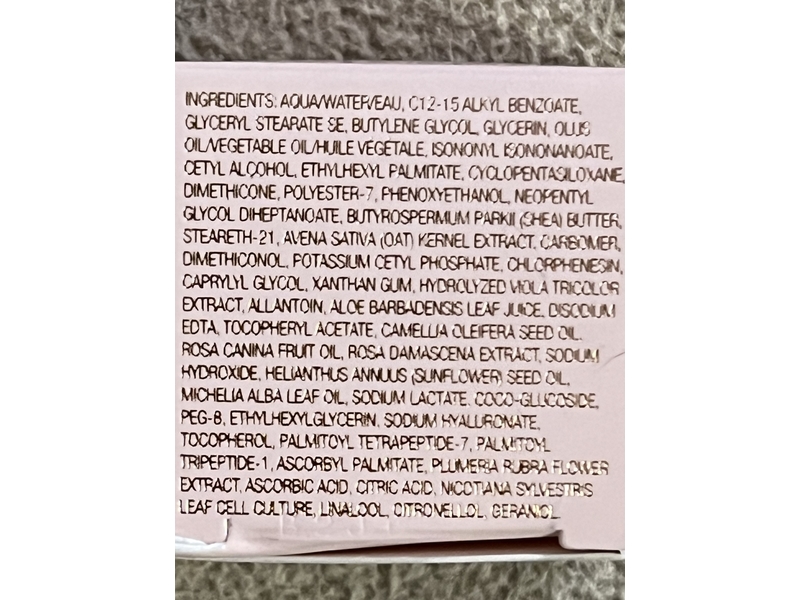 INGREDIENTS: AQUA/WATER/EAU, C12-15 ALKYL BENZOATE,
GLYCERYL STEARATE SE, BUTYLENE GLYCOL, GLYCERIN, OLUS
OIL/VEGETABLE OIL/HUILE VEGETALE, ISONONYL ISONONANOATE,
CETYL ALCOHOL, ETHYLHEXYL PALMITATE, CYCLOPENTASILOXANE,
DIMETHICONE, POLYESTER-7, PHENOXYETHANOL, NEOPENTYL
GLYCOL DIHEPTANOATE, BUTYROSPERMUM PARKII (SHEA) BUTTER,
STEARETH-21, AVENA SATIVA (OAT) KERNEL EXTRACT, CARBOMER,
DIMETHICONOL, POTASSIUM CETYL PHOSPHATE, CHLORPHENESIN,
CAPRYLYL GLYCOL, XANTHAN GUM, HYDROLYZED VIOLA TRICOLOR
EXTRACT, ALLANTOIN, ALOE BARBADENSIS LEAF JUICE, DISODIUM
EDTA, TOCOPHERYL ACETATE, CAMELLIA OLEIFERA SEED OIL,
ROSA CANINA FRUIT OIL, ROSA DAMASCENA EXTRACT, SODIUM
HYDROXIDE, HELIANTHUS ANNUUS (SUNFLOWER) SEED OIL,
MICHELIA ALBA LEAF OIL, SODIUM LACTATE, COCO-GLUCOSIDE,
PEG-8, ETHYLHEXYLGLYCERIN, SODIUM HYALURONATE,
TOCOPHEROL, PALMITOYL TETRAPEPTIDE-7, PALMITOYL
TRIPEPTIDE-1, ASCORBYL PALMITATE, PLUMERIA RUBRA FLOWER
EXTRACT, ASCORBIC ACID, CITRIC ACID, NICOTIANA SYLVESTRIS
LEAF CELL CULTURE, LINALOOL, CITRONELLOL, GERANIOL.